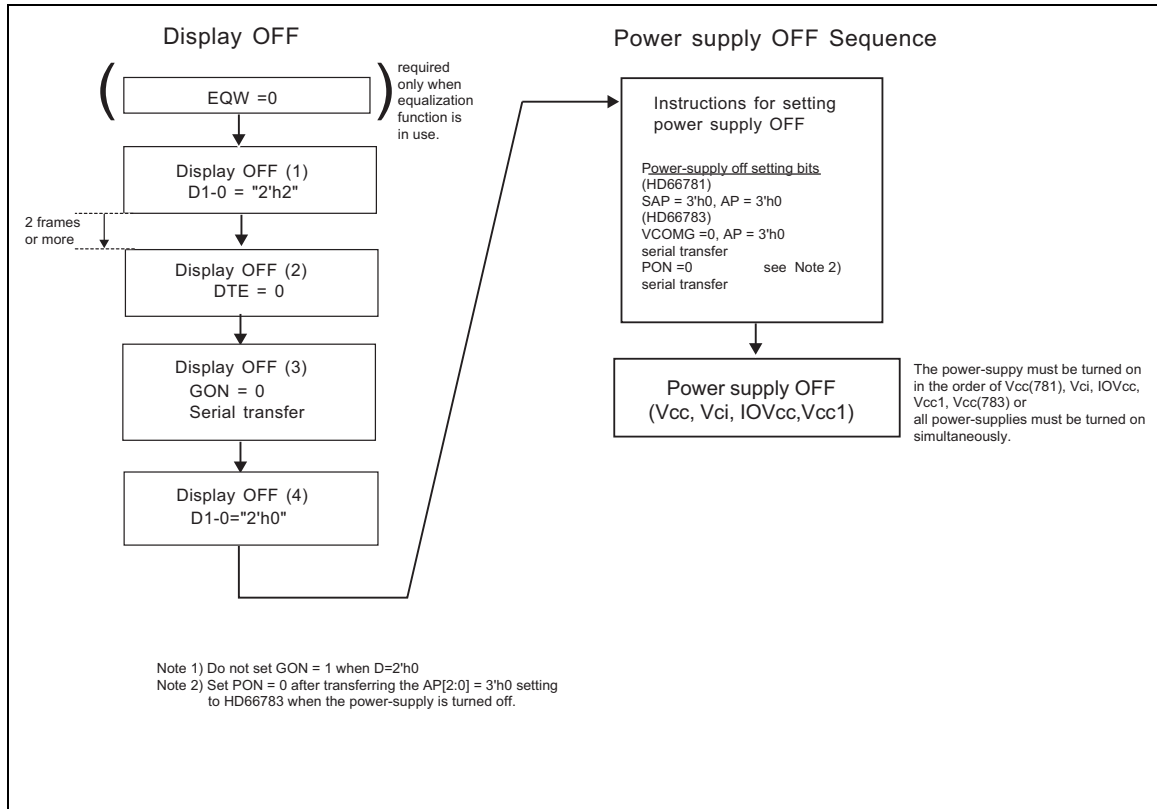 Display OFF
EQW =0
required
only when
equalization
function is
in use.
Display OFF (1)
D1-0 = "2'h2"
2 frames
or more
Display OFF (2)
DTE = 0
Display OFF (3)
GON = 0
Serial transfer
Display OFF (4)
D1-0="2'h0"
Power supply OFF Sequence
Instructions for setting
power supply OFF
Power-supply off setting bits
(HD66781)
SAP = 3'h0, AP = 3'h0
(HD66783)
VCOMG =0, AP = 3'h0
serial transfer
PON =0 see Note 2)
serial transfer
Power supply OFF
(Vcc, Vci, IOVcc,Vcc1)
The power-suppy must be turned on
in the order of Vcc(781), Vci, IOVcc,
Vcc1, Vcc(783) or
all power-supplies must be turned on
simultaneously.
Note 1) Do not set GON = 1 when D=2'h0
Note 2) Set PON = 0 after transferring the AP[2:0] = 3'h0 setting
to HD66783 when the power-supply is turned off.